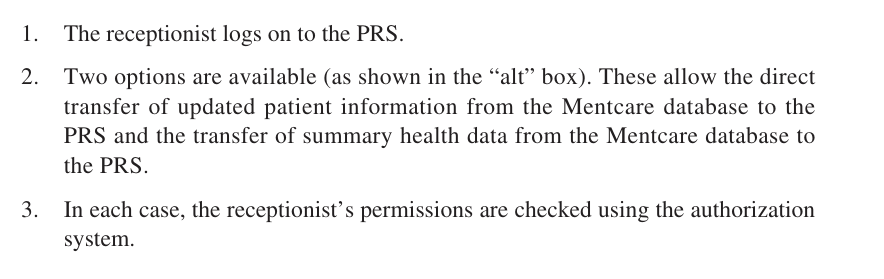 1. The receptionist logs on to the PRS.
2. Two options are available (as shown in the “alt” box). These allow the direct
transfer of updated patient information from the Mentcare database to the
PRS and the transfer of summary health data from the Mentcare database to
the PRS.
3. In each case, the receptionist’s permissions are checked using the authorization
system.